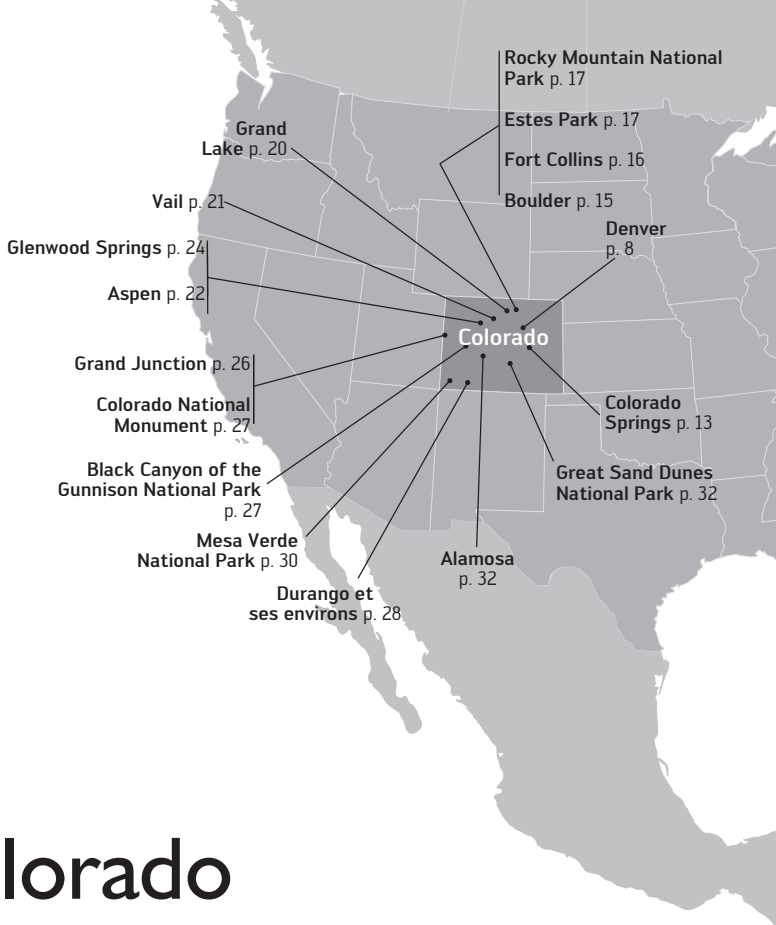 Rocky Mountain National
Park p. 17
Estes Park p. 17
Fort Collins p. 16
Boulder p. 15
Denver
p. 8
Grand
Lake p. 20
Vail p. 21
Glenwood Springs p. 24
Aspen p. 22
Colorado
Grand Junction p. 26
Colorado National
Monument p. 27
Colorado
Springs p. 13
Black Canyon of the
Gunnison National Park
p. 27
Great Sand Dunes
National Park p. 32
Mesa Verde
National Park p. 30
Alamosa
p. 32
Durango et
ses environs p. 28
lorado